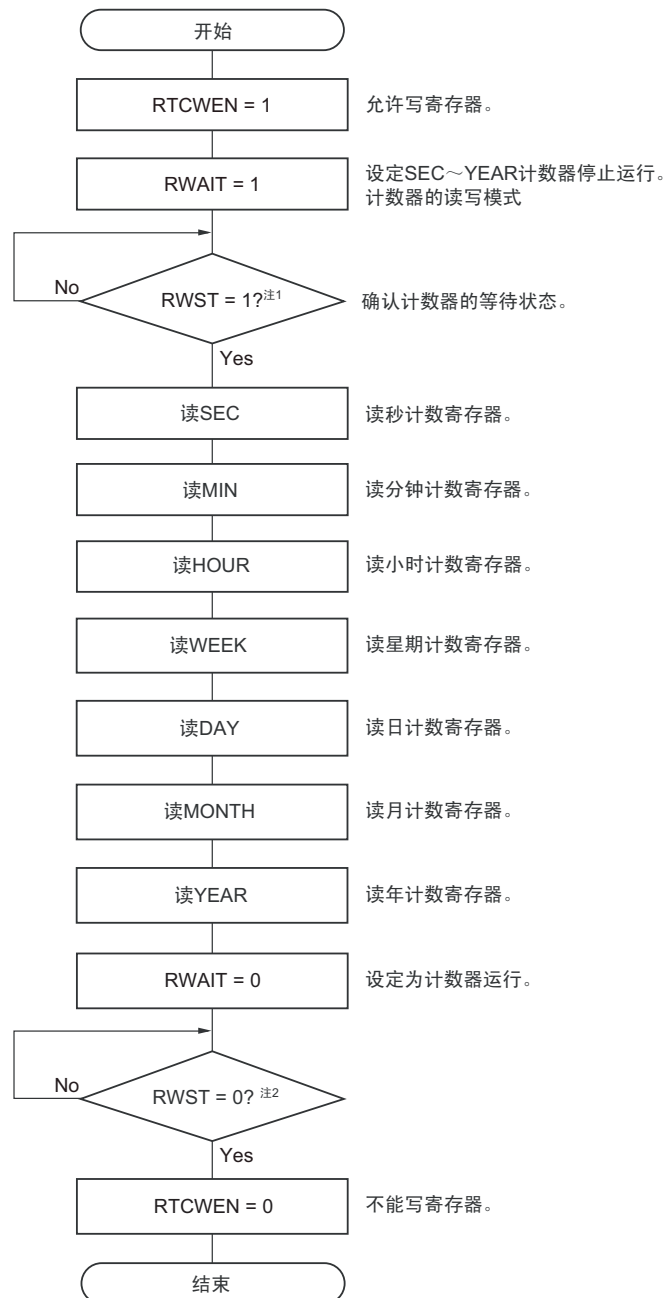 开始
RTCWEN = 1
允许写寄存器。
RWAIT = 1
设定SEC～YEAR计数器停止运行。
计数器的读写模式
No
RWST = 1?注1
确认计数器的等待状态。
Yes
读SEC
读秒计数寄存器。
读MIN
读分钟计数寄存器。
读HOUR
读小时计数寄存器。
读WEEK
读星期计数寄存器。
读DAY
读日计数寄存器。
读MONTH
读月计数寄存器。
读YEAR
读年计数寄存器。
RWAIT = 0
设定为计数器运行。
No
RWST = 0? 注2
Yes
RTCWEN = 0
不能写寄存器。
结束